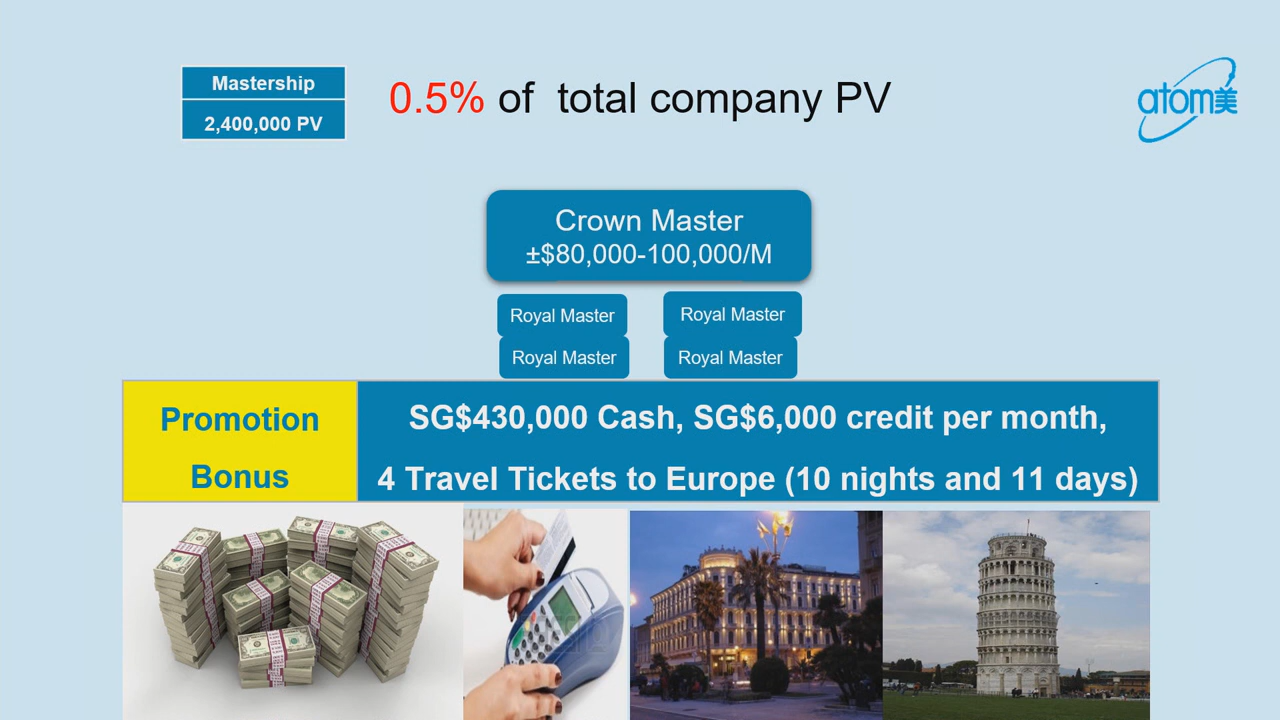 Mastership
2,400,000 PV
0.5% of total company PV
atom美
Crown Master
±$80,000-100,000/M
Royal Master
Royal Master
Royal Master
Royal Master
Promotion
Bonus
SG$430,000 Cash, SG$6,000 credit per month,
4 Travel Tickets to Europe (10 nights and 11 days)